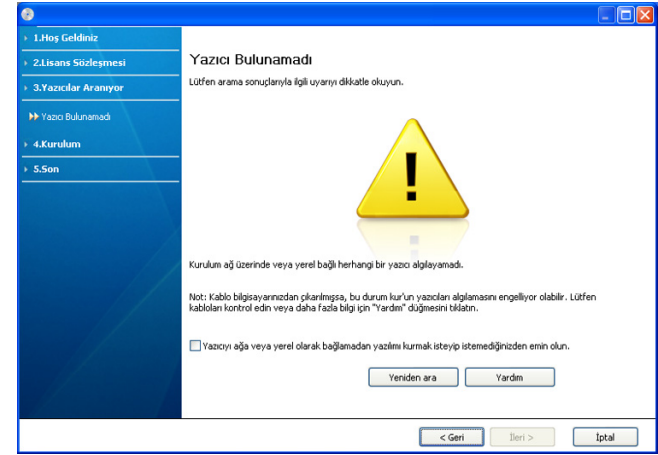 1.Hoş Geldiniz
2.Lisans Sözleşmesi
3.Yazıcılar Aranıyor
Yazıcı Bulunamadı
4.Kurulum
5.Son
Yazıcı Bulunamadı
Lütfen arama sonuçlarıyla ilgili uyarıyı dikkatle okuyun.
Kurulum ağ üzerinde veya yerel bağlı herhangi bir yazıcı algılayamadı.
Not: Kablo bilgisayarınızdan çıkarılmışsa, bu durum kur'un yazıcıları algılamasını engelliyor olabilir. Lütfen
kabloları kontrol edin veya daha fazla bilgi için "Yardım" düğmesini tıklatın.
Yazıcıyı ağa veya yerel olarak bağlamadan yazılımı kurmak isteyip istemediğinizden emin olun.
Yeniden ara
Yardım
< Geri
İleri >
İptal